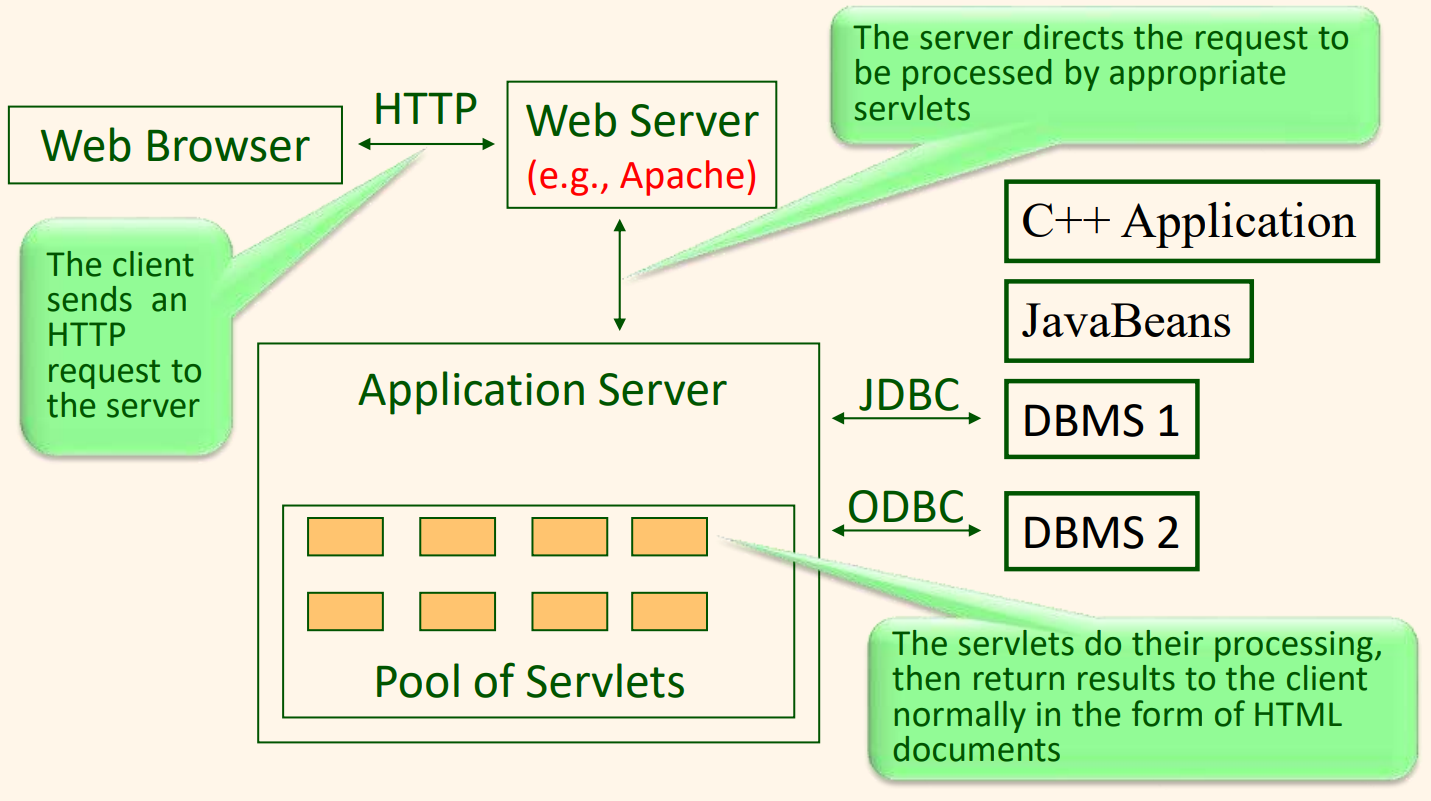 The server directs the request to
be processed by appropriate
servlets
HTTP
Web Browser
Web Server
(e.g., Apache)
C++ Application
The client
sends an
HTTP
request to
the server
JavaBeans
Application Server
JDBC
DBMS 1
ODBC
DBMS 2
The servlets do their processing,
then return results to the client
normally in the form of HTML
documents
Pool of Servlets